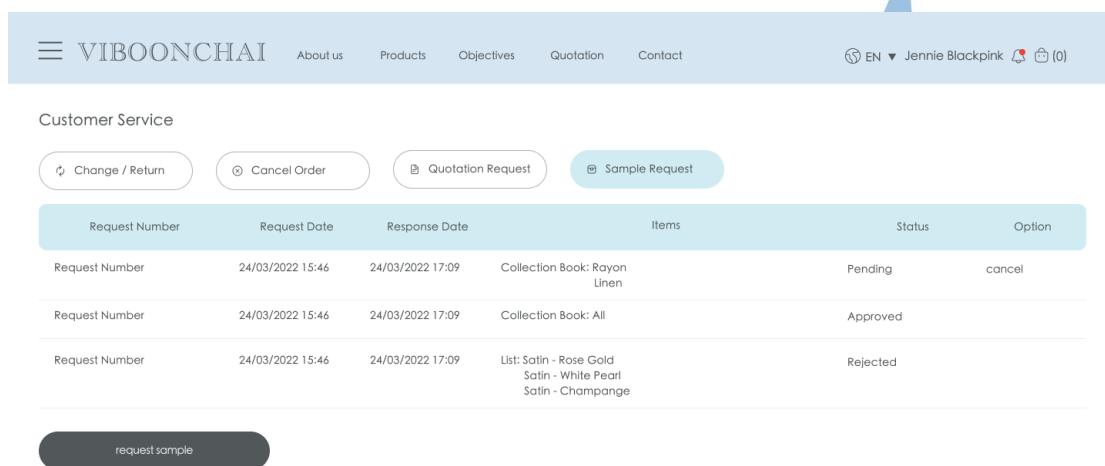 VIBOONCHAI About us Products Objectives Quotation Contact EN ▼ Jennie Blackpink (0)
Customer Service
Change / Return Cancel Order Quotation Request Sample Request
Request Number Request Date Response Date Items Status Option
Request Number 24/03/2022 15:46 24/03/2022 17:09 Collection Book: Rayon Pending cancel
Linen
Request Number 24/03/2022 15:46 24/03/2022 17:09 Collection Book: All Approved
Request Number 24/03/2022 15:46 24/03/2022 17:09 List: Satin - Rose Gold Rejected
Satin - White Pearl
Satin - Champange
request sample